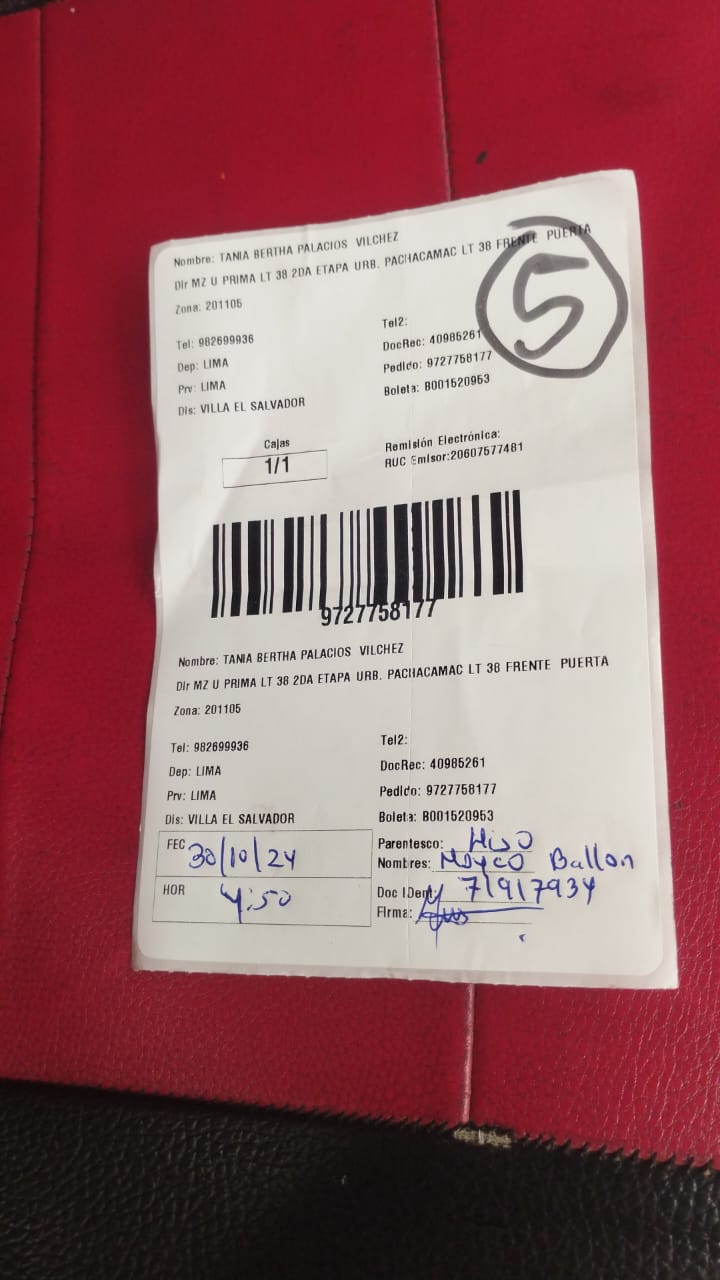 Nombre: TANIA BERTHA PALACIOS VILCHEZ
Dir MZ U PRIMA LT 38 2DA ETAPA URB. PACHACAMAC LT 38 FRENTE PUERTA
Zona: 201105
5
Tel: 982699936
Tel2:
Dep: LIMA
DocRec: 40985261
Prv: LIMA
Pedido: 9727758177
Dis: VILLA EL SALVADOR
Boleta: B001520953
Cajas
1/1
Remisión Electrónica:
RUC Emisor:20607577481
9727758177
Nombre: TANIA BERTHA PALACIOS VILCHEZ
Dir MZ U PRIMA LT 38 2DA ETAPA URB. PACHACAMAC LT 38 FRENTE PUERTA
Zona: 201105
Tel: 982699936
Tel2:
Dep: LIMA
DocRec: 40985261
Prv: LIMA
Pedido: 9727758177
Dis: VILLA EL SALVADOR
Boleta: B001520953
FEC 30/10/24
Parentesco: Hijo
Nombres: Ballon
HOR 4:50
Doc IDent: 71917934
Firma: